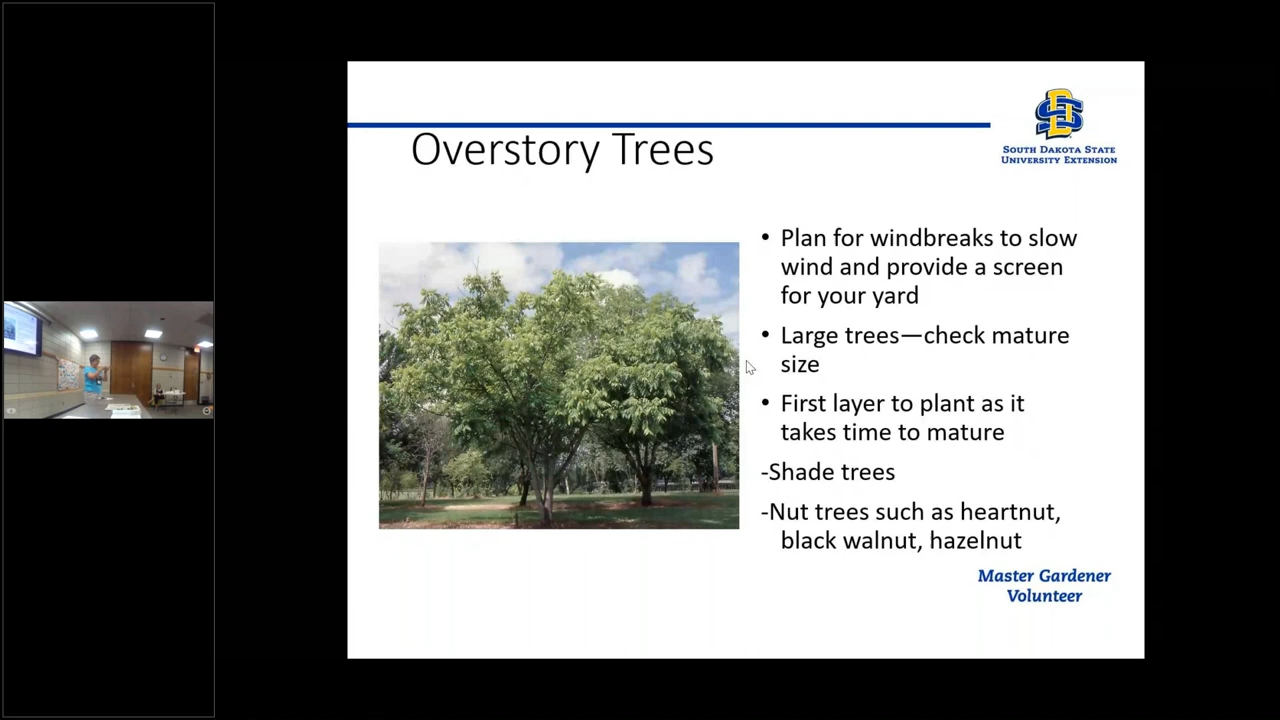 SOUTH DAKOTA STATE
UNIVERSITY EXTENSION
Overstory Trees
• Plan for windbreaks to slow
wind and provide a screen
for your yard
• Large trees—check mature
size
• First layer to plant as it
takes time to mature
-Shade trees
-Nut trees such as heartnut,
black walnut, hazelnut
Master Gardener
Volunteer